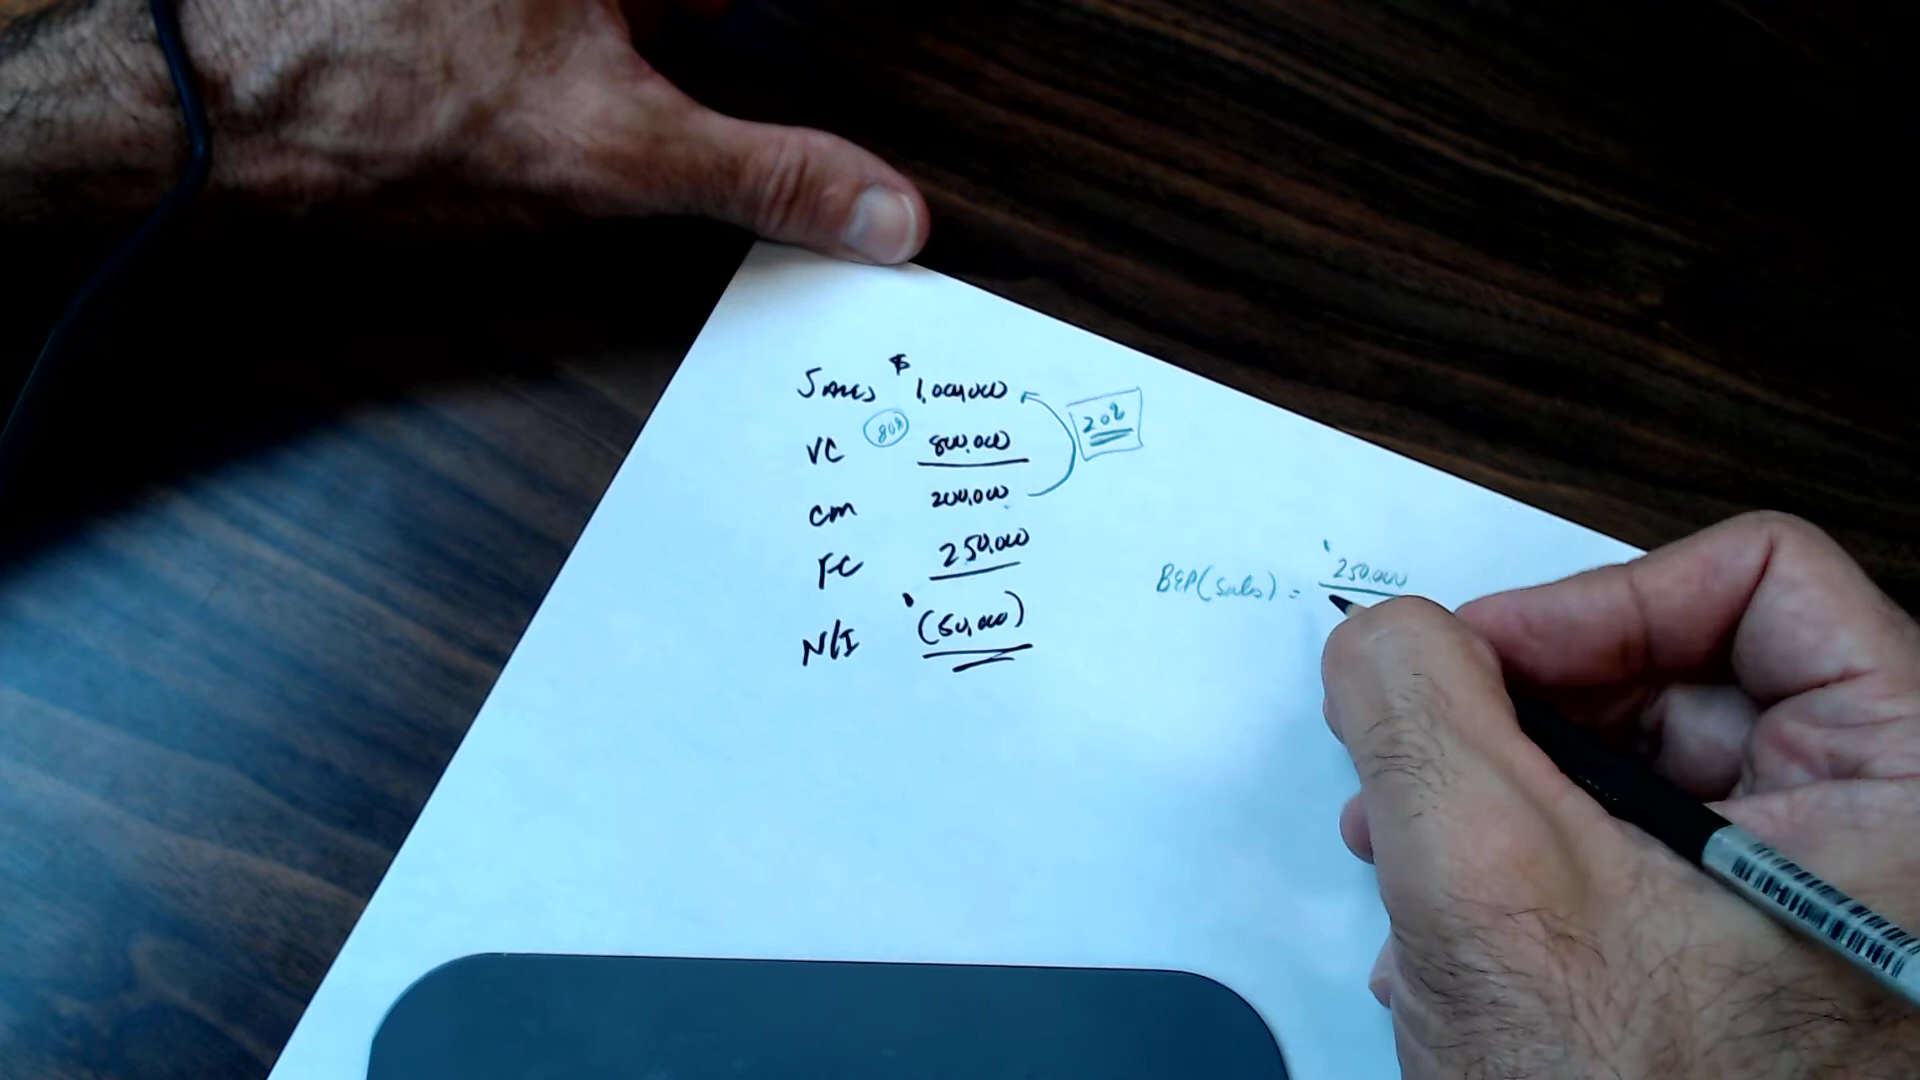 Sales $ 1,000,000
20%
80%
VC 800,000
CM 200,000
FC 250,000
N/I (50,000)
BEP(Sales) = 250,000